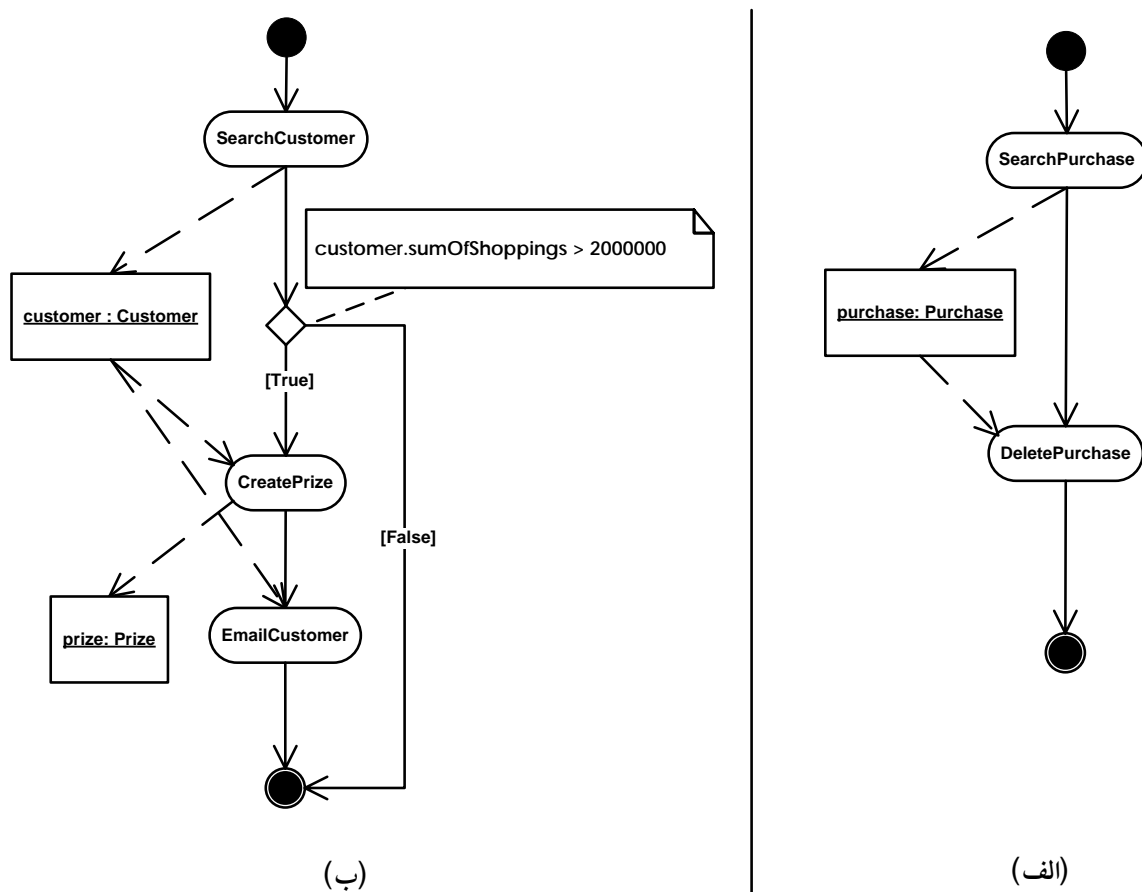 SearchCustomer
customer.sumOfShoppings > 2000000
customer : Customer
[True]
CreatePrize
[False]
prize: Prize
EmailCustomer
(ب)
SearchPurchase
purchase: Purchase
DeletePurchase
(الف)